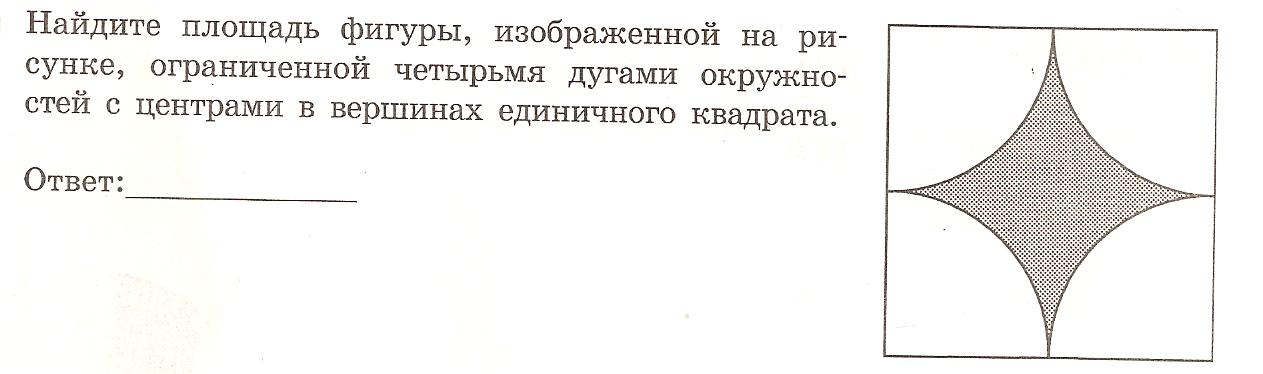 Найдите площадь фигуры, изображенной на ри-
сунке, ограниченной четырьмя дугами окружно-
стей с центрами в вершинах единичного квадрата.
Ответ: